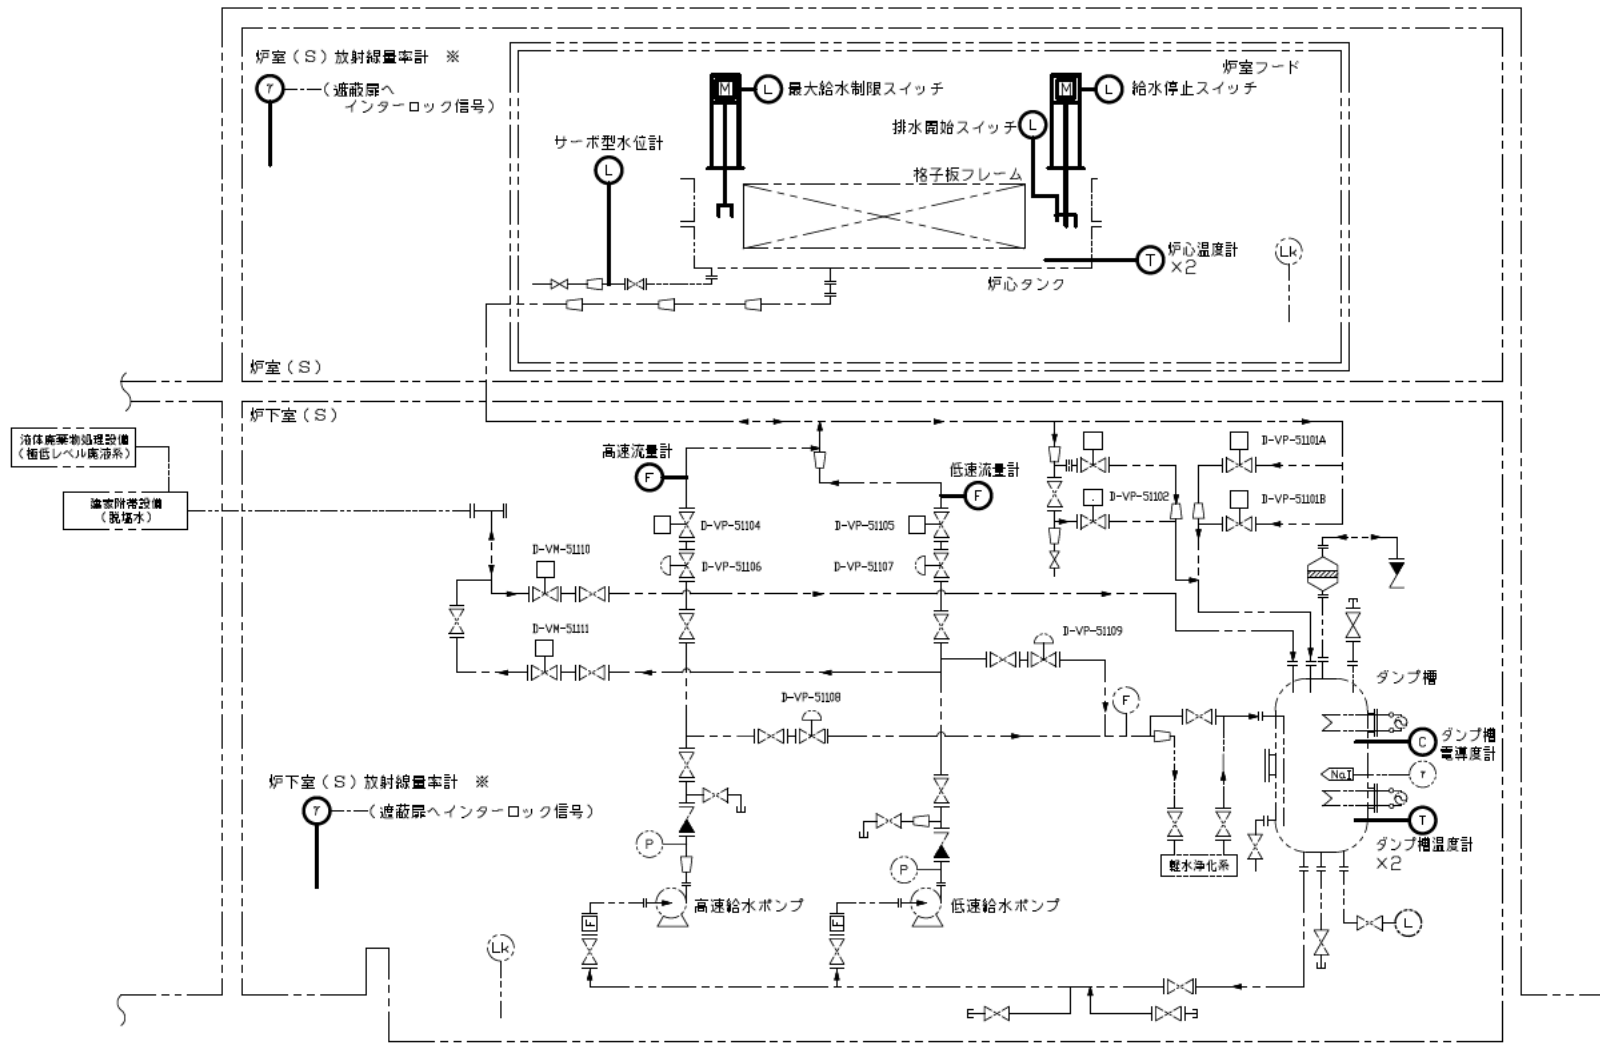 炉室(S)放射線量率計 ※
γ
(遮蔽扉へ
インターロック信号)
炉室フード
M
L
最大給水制限スイッチ
M
L
給水停止スイッチ
排水開始スイッチ
L
サーボ型水位計
L
格子板フレーム
T
炉心温度計
×2
Lk
炉心タンク
炉室(S)
炉下室(S)
液体廃棄物処理設備
(極低レベル廃液系)
建家附帯設備
(脱塩水)
高速流量計
F
低速流量計
F
D-VP-51101A
D-VP-51102
D-VP-51101B
D-VP-51104
D-VP-51105
D-VP-51106
D-VP-51107
D-VM-51110
D-VM-51111
D-VP-51109
D-VP-51108
F
ダンプ槽
C
ダンプ槽
電導度計
NaI
γ
T
ダンプ槽温度計
×2
炉下室(S)放射線量率計 ※
γ
(遮蔽扉へインターロック信号)
P
P
軽水浄化系
高速給水ポンプ
低速給水ポンプ
F
F
L
Lk